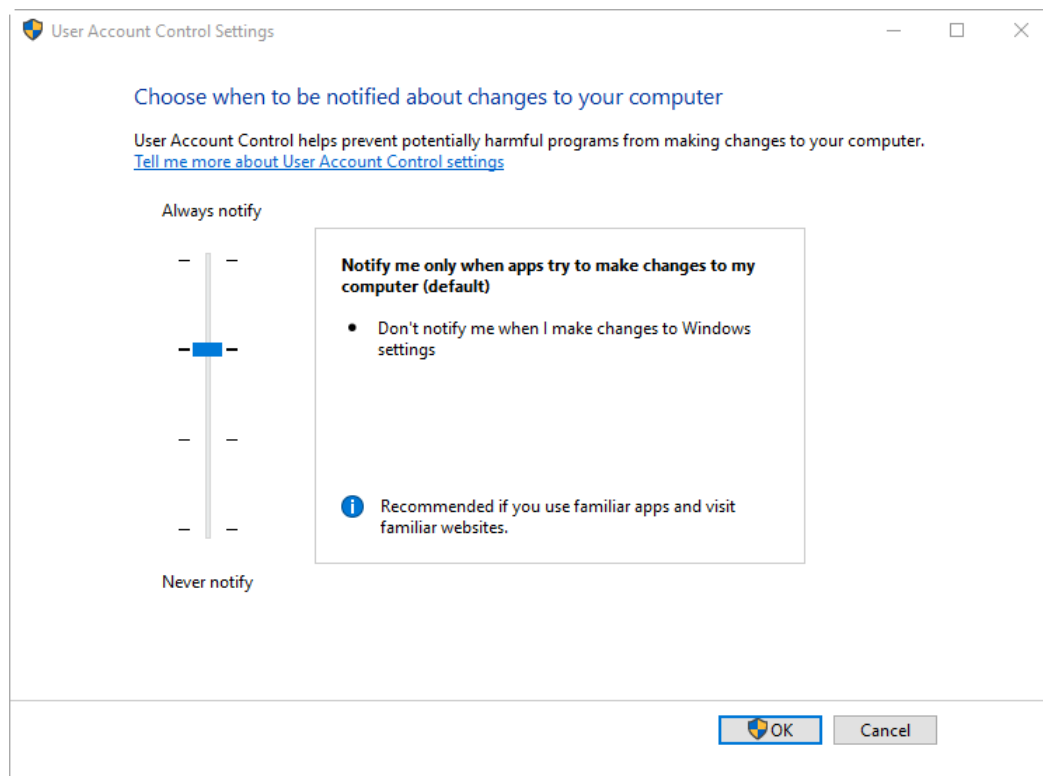 User Account Control Settings
Choose when to be notified about changes to your computer
User Account Control helps prevent potentially harmful programs from making changes to your computer.
Tell me more about User Account Control settings
Always notify
Notify me only when apps try to make changes to my
computer (default)
Don't notify me when I make changes to Windows
settings
Recommended if you use familiar apps and visit
familiar websites.
Never notify
OK
Cancel